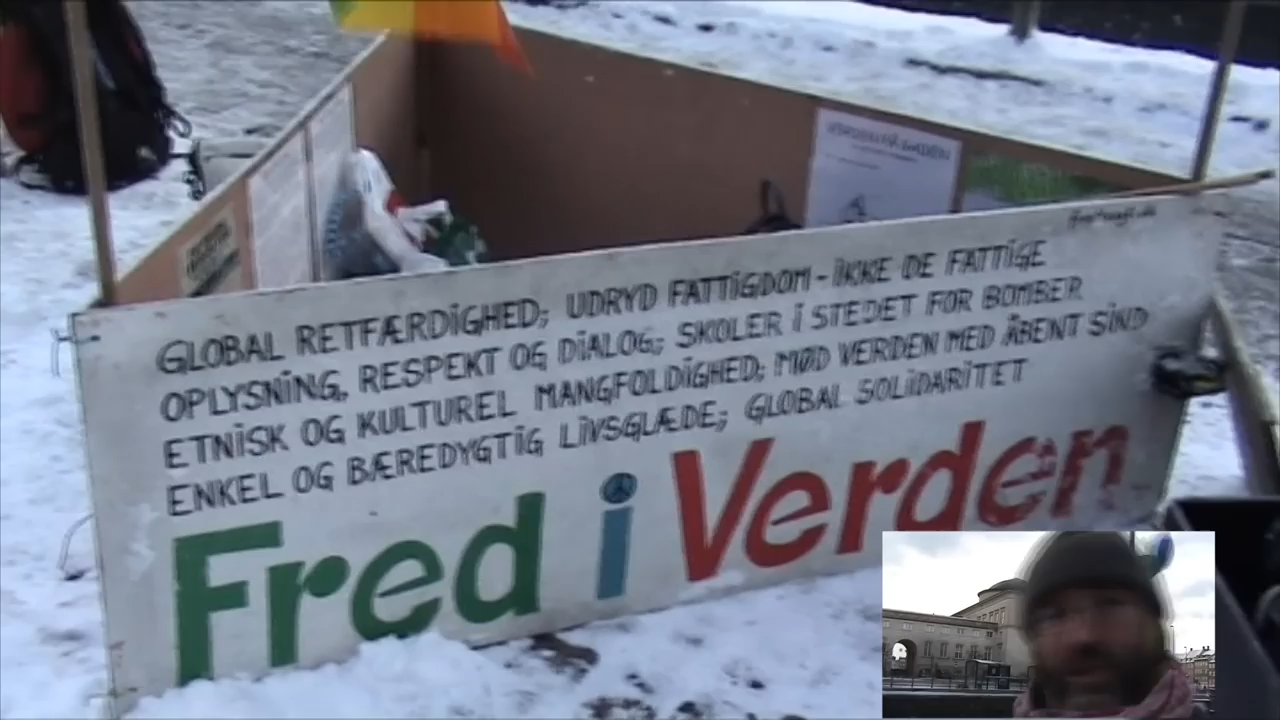 GLOBAL RETFÆRDIGHED; UDRYD FATTIGDOM - IKKE DE FATTIGE
OPLYSNING, RESPEKT OG DIALOG; SKOLER I STEDET FOR BOMBER
ETNISK OG KULTUREL MANGFOLDIGHED; MØD VERDEN MED ÅBENT SIND
ENKEL OG BÆREDYGTIG LIVSGLÆDE; GLOBAL SOLIDARITET
Fred i Verden